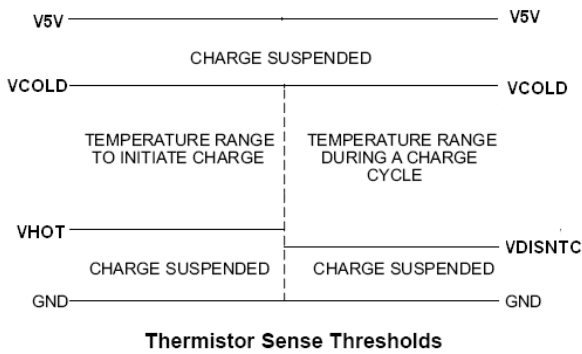 V5V
V5V
CHARGE SUSPENDED
VCOLD
VCOLD
TEMPERATURE RANGE
TO INITIATE CHARGE
TEMPERATURE RANGE
DURING A CHARGE
CYCLE
VHOT
VDISNTC
CHARGE SUSPENDED
CHARGE SUSPENDED
GND
GND
Thermistor Sense Thresholds